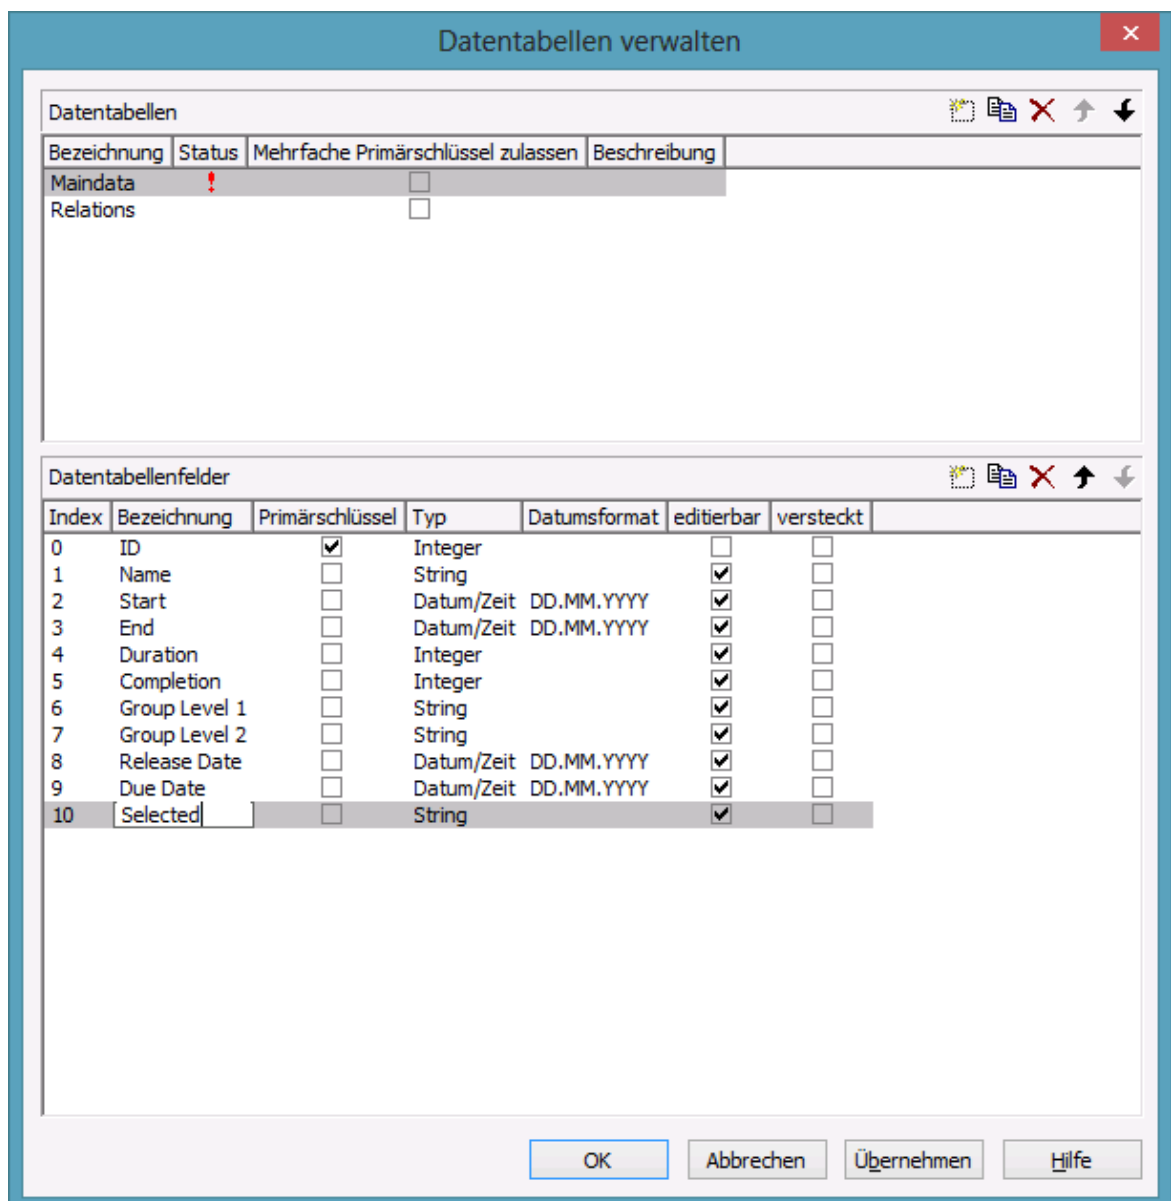 Datentabellen verwalten
Datentabellen
Bezeichnung Status Mehrfache Primärschlüssel zulassen Beschreibung
Maindata
Relations
Datentabellenfelder
Index Bezeichnung Primärschlüssel Typ Datumsformat editierbar versteckt
0 ID Integer
1 Name String
2 Start Datum/Zeit DD.MM.YYYY
3 End Datum/Zeit DD.MM.YYYY
4 Duration Integer
5 Completion Integer
6 Group Level 1 String
7 Group Level 2 String
8 Release Date Datum/Zeit DD.MM.YYYY
9 Due Date Datum/Zeit DD.MM.YYYY
10 Selected String
OK Abbrechen Übernehmen Hilfe